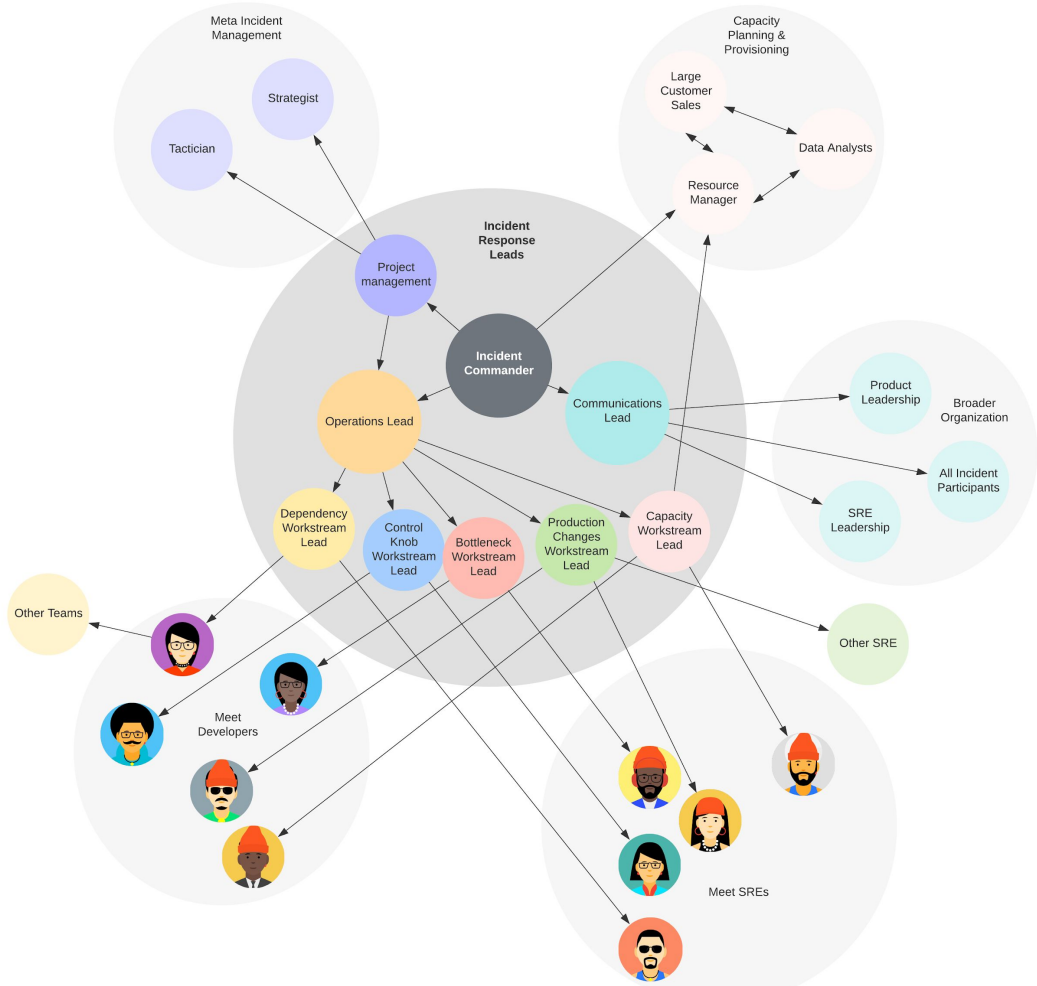 Meta Incident
Management
Strategist
Tactician
Capacity
Planning &
Provisioning
Large
Customer
Sales
Data Analysts
Resource
Manager
Incident
Response
Leads
Project
management
Incident
Commander
Operations Lead
Communications
Lead
Product
Leadership
Broader
Organization
All Incident
Participants
SRE
Leadership
Dependency
Workstream
Lead
Control
Knob
Workstream
Lead
Bottleneck
Workstream
Lead
Production
Changes
Workstream
Lead
Capacity
Workstream
Lead
Other Teams
Other SRE
Meet
Developers
Meet SREs